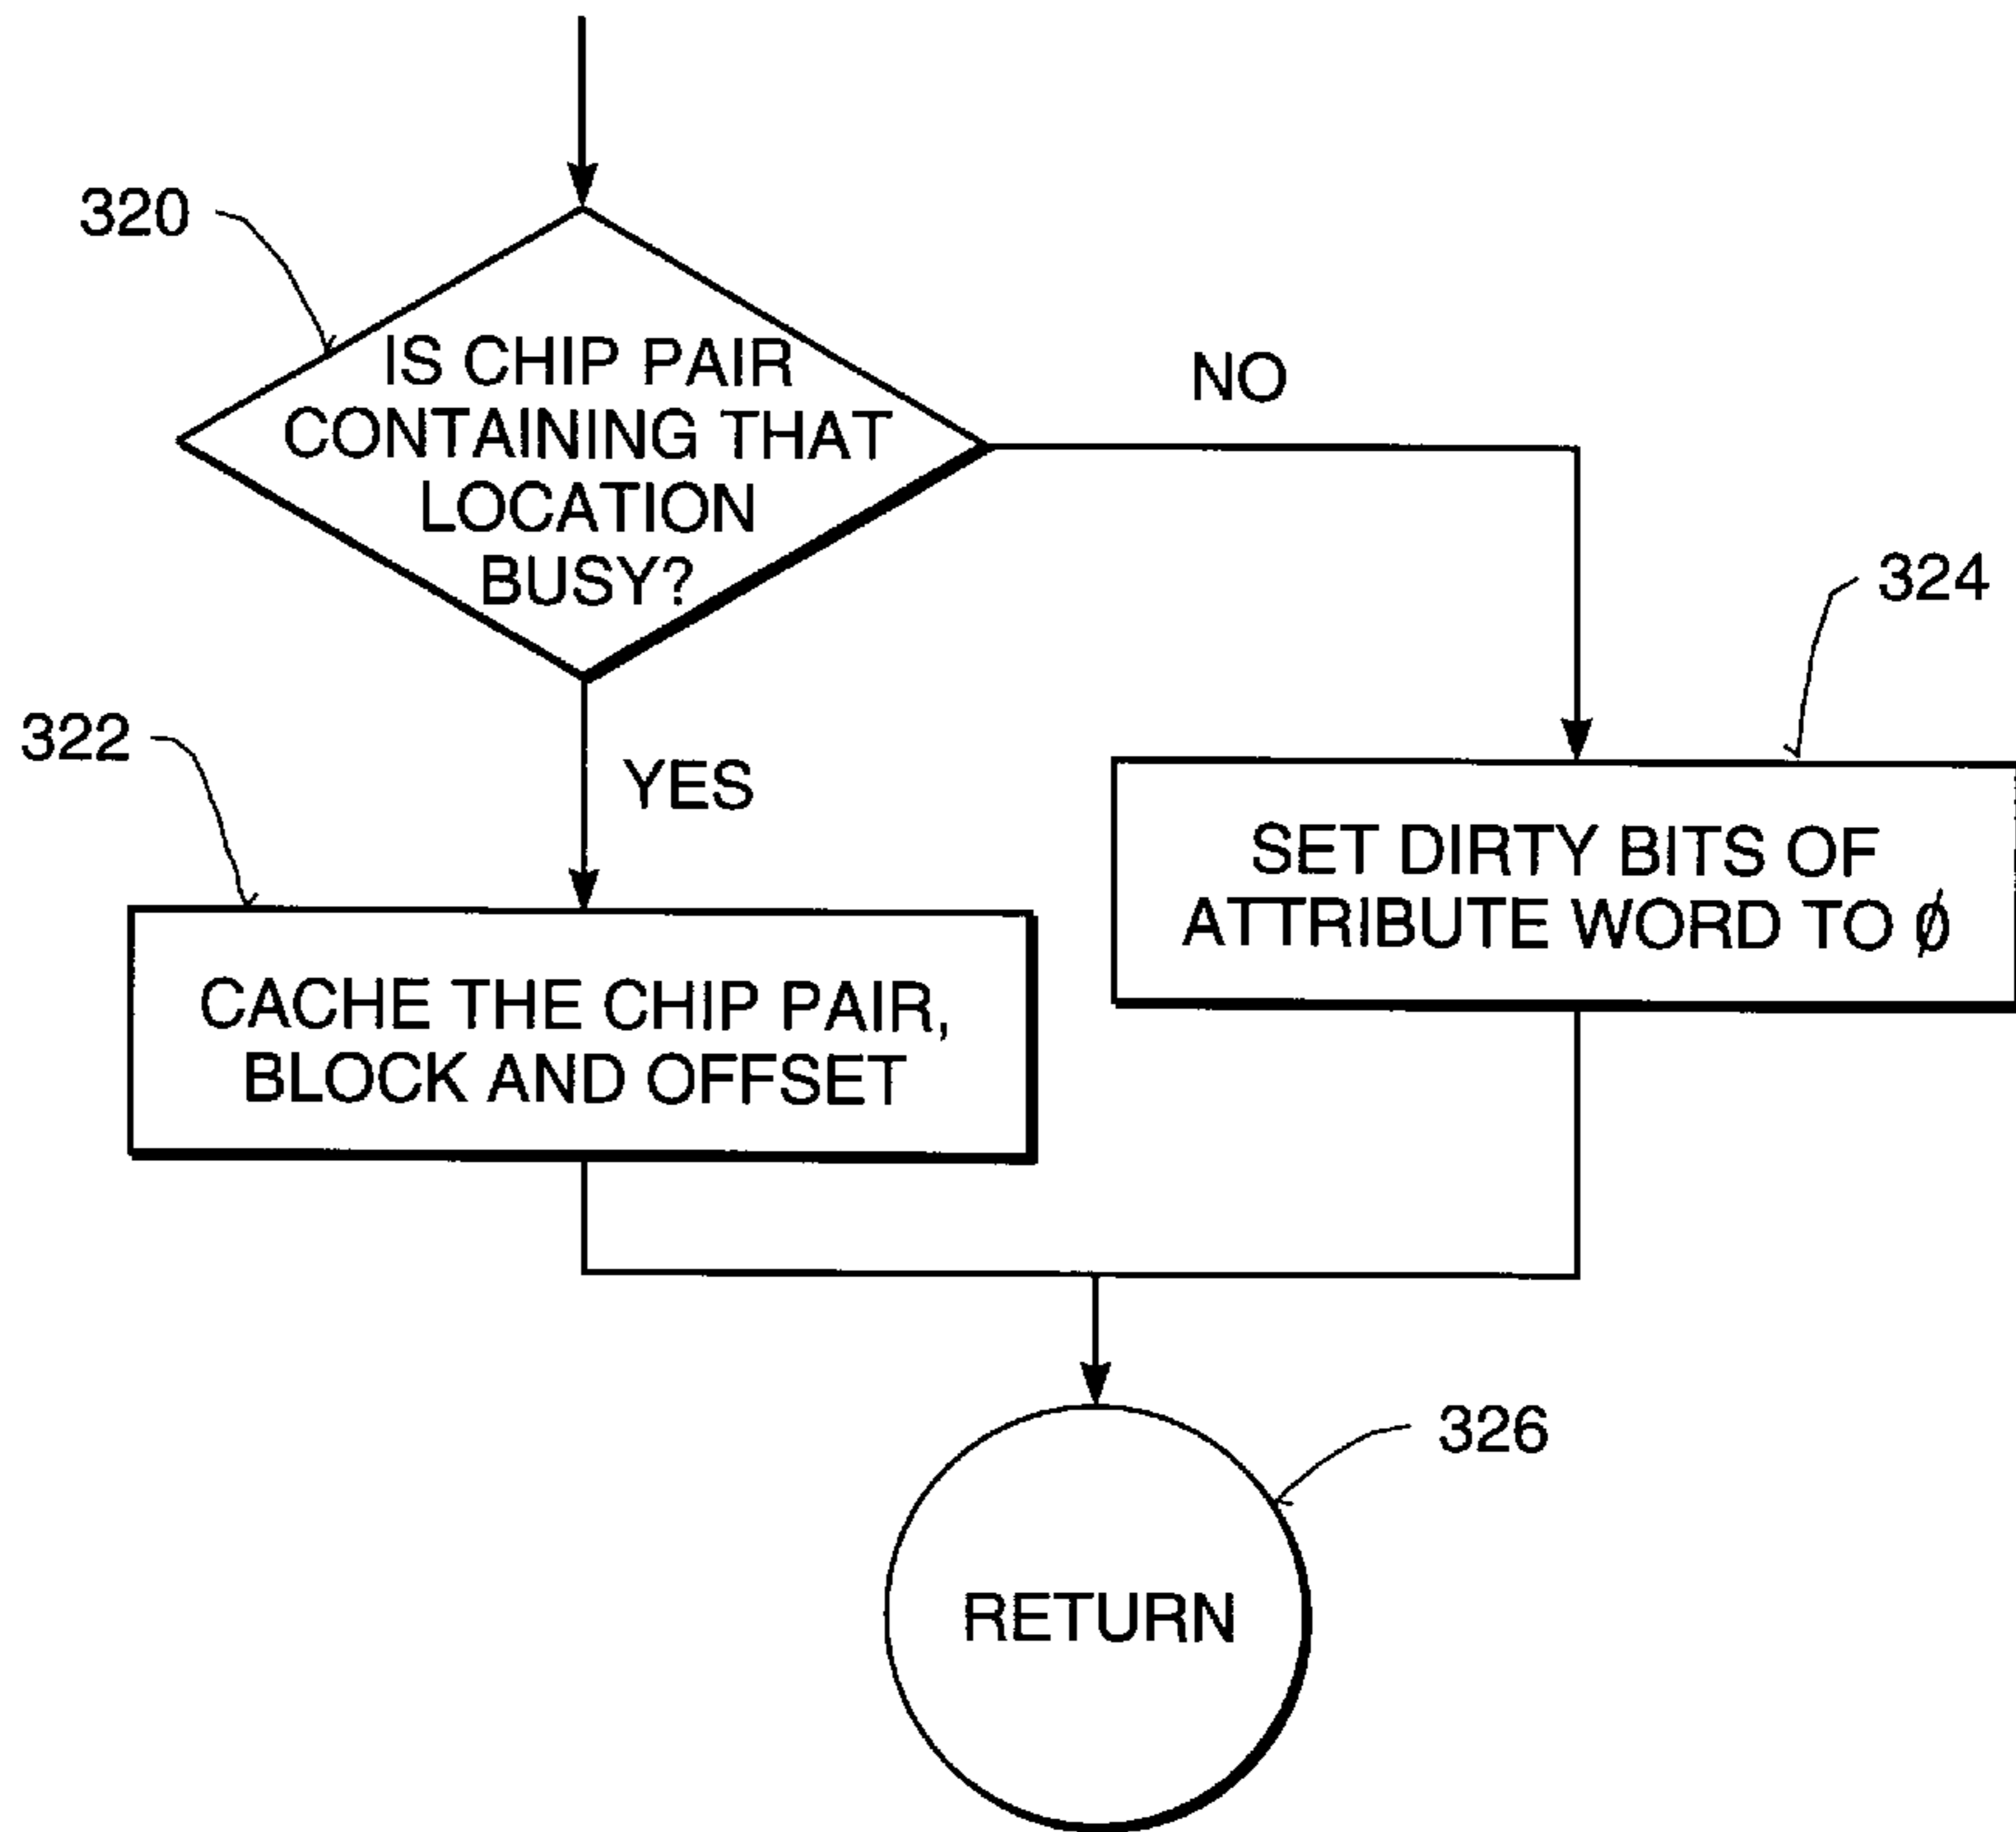 320
IS CHIP PAIR
CONTAINING THAT
LOCATION
BUSY?
NO
YES
322
324
CACHE THE CHIP PAIR,
BLOCK AND OFFSET
SET DIRTY BITS OF
ATTRIBUTE WORD TO ϕ
326
RETURN